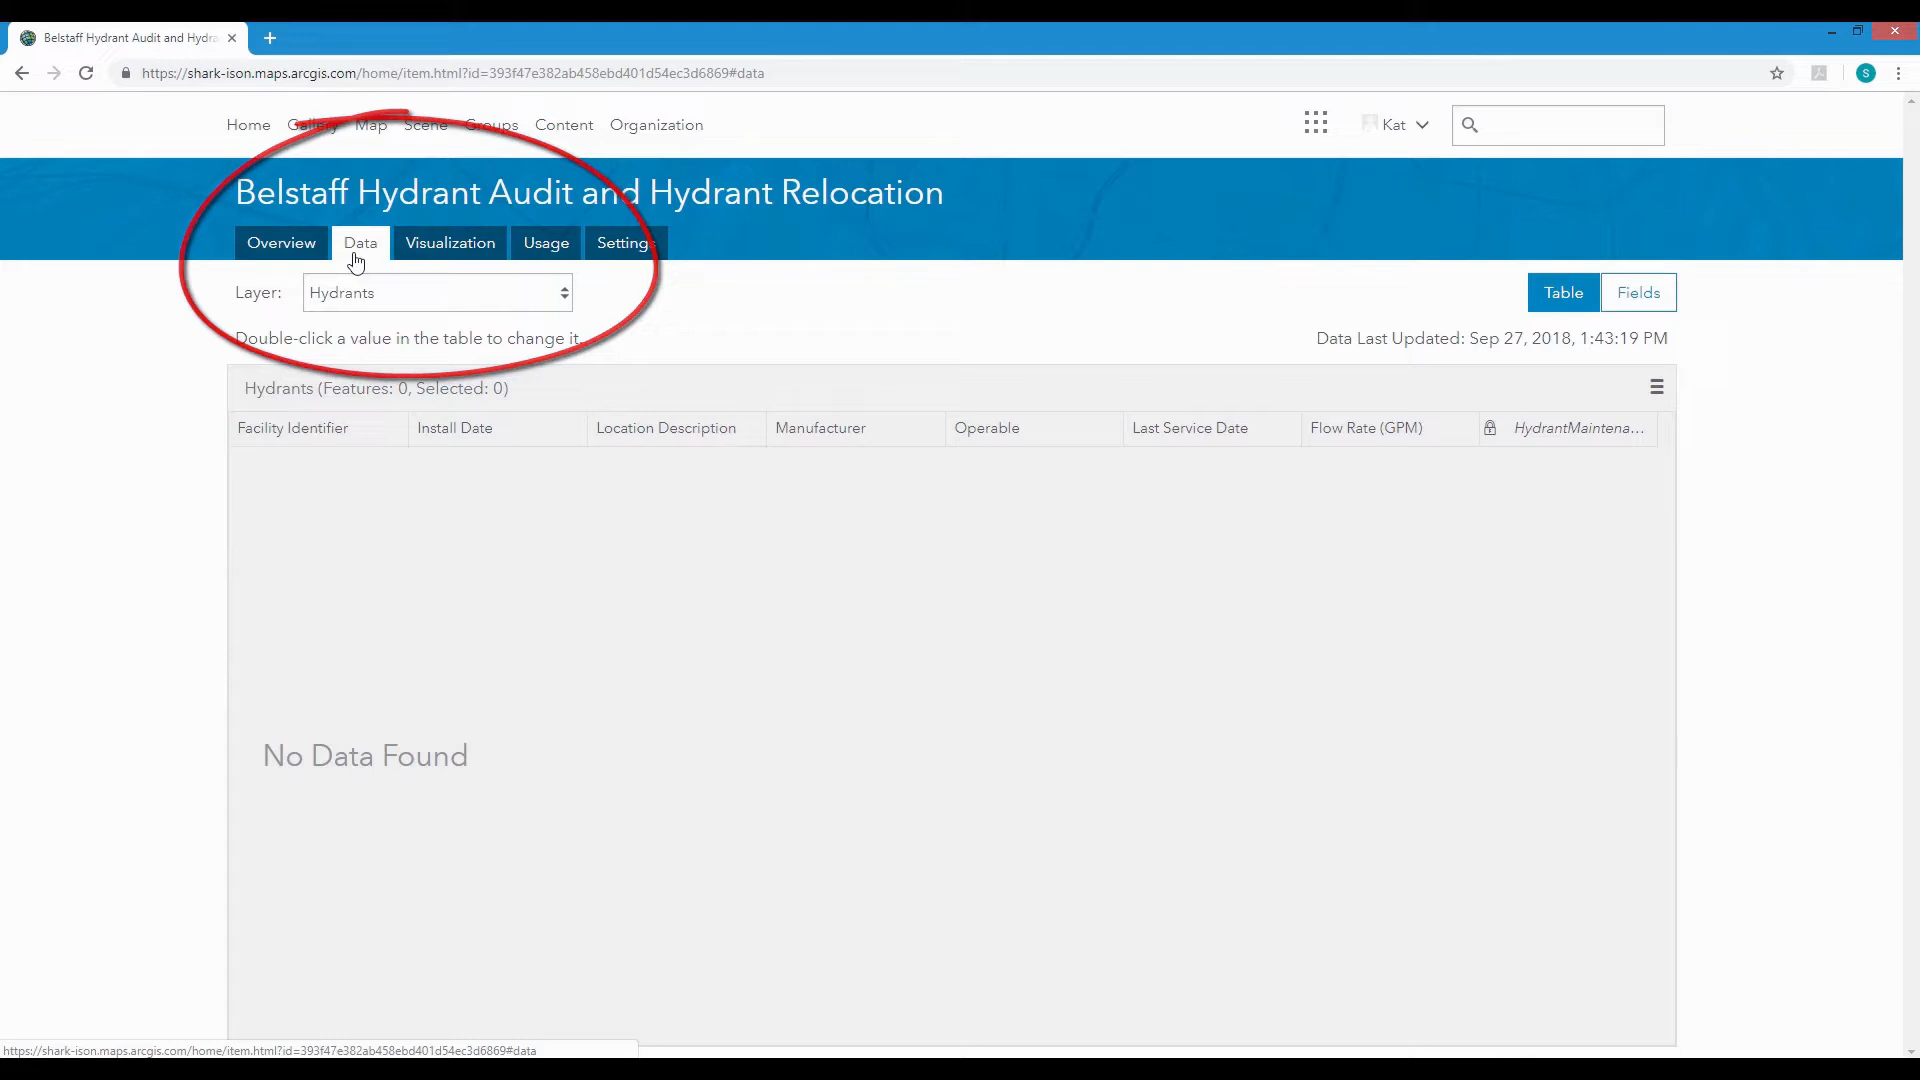 Belstaff Hydrant Audit and Hydra
https://shark-ison.maps.arcgis.com/home/item.html?id=393f47e382ab458ebd401d54ec3d6869#data
S
Home Gallery Map Scene Groups Content Organization
Kat
Belstaff Hydrant Audit and Hydrant Relocation
Overview Data Visualization Usage Settings
Layer: Hydrants
Table Fields
Double-click a value in the table to change it.
Data Last Updated: Sep 27, 2018, 1:43:19 PM
Hydrants (Features: 0, Selected: 0)
Facility Identifier Install Date Location Description Manufacturer Operable Last Service Date Flow Rate (GPM) HydrantMaintena...
No Data Found
https://shark-ison.maps.arcgis.com/home/item.html?id=393f47e382ab458ebd401d54ec3d6869#data